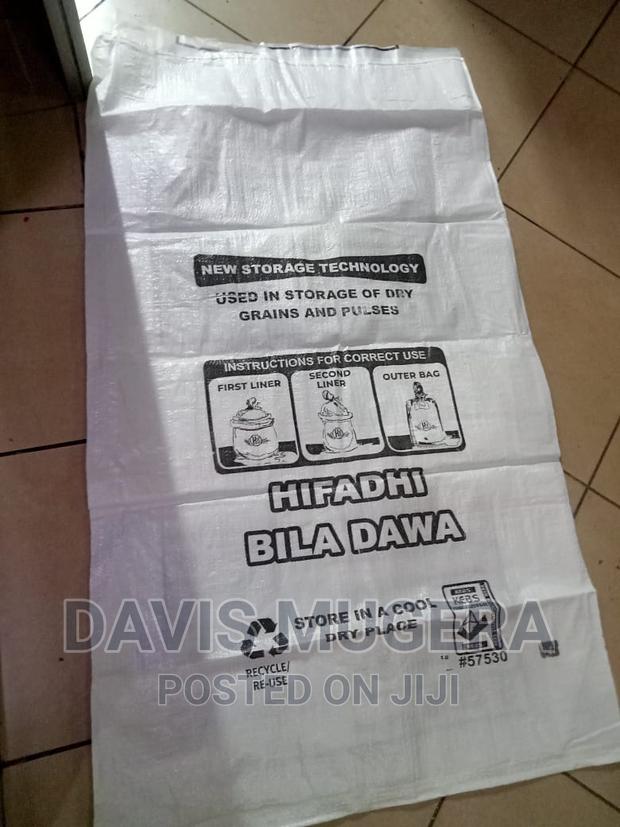 NEW STORAGE TECHNOLOGY
USED IN STORAGE OF DRY
GRAINS AND PULSES
INSTRUCTIONS FOR CORRECT USE
FIRST LINER
SECOND
LINER
OUTER BAG
HIFADHI
BILA DAWA
STORE IN A COOL
DRY PLACE
KEBS
KEBS
#57530
RECYCLE/
RE-USE
DAVIS MUGERA
POSTED ON JIJI